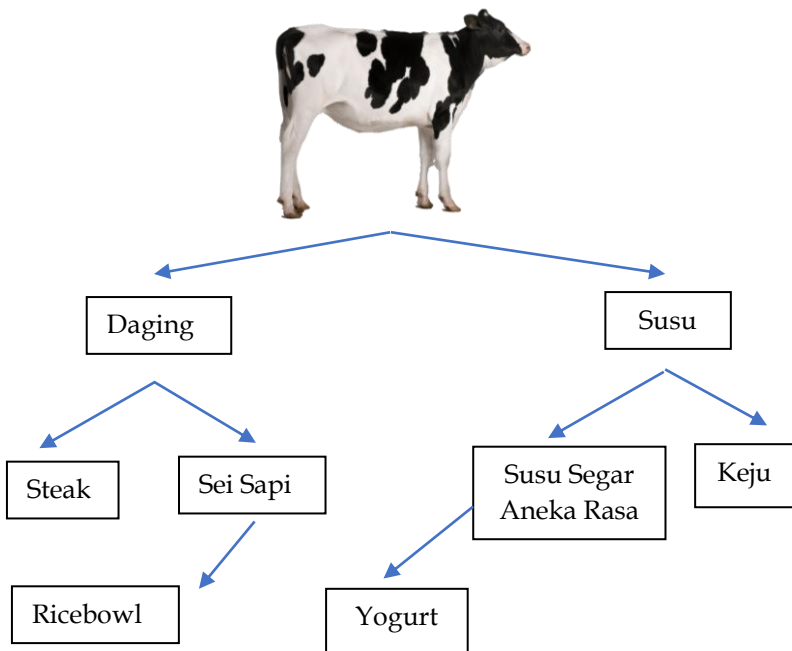 Daging
Susu
Steak
Sei Sapi
Susu Segar
Aneka Rasa
Keju
Ricebowl
Yogurt